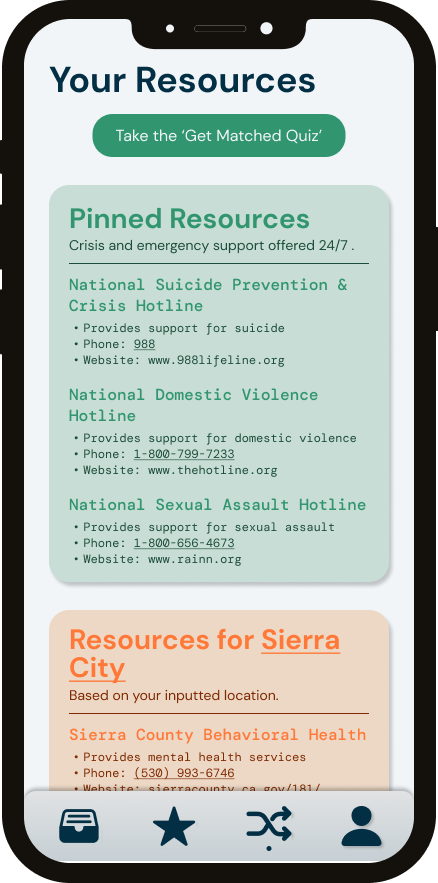 Your Resources
Take the ‘Get Matched Quiz’
Pinned Resources
Crisis and emergency support offered 24/7 .
National Suicide Prevention &
Crisis Hotline
• Provides support for suicide
• Phone: 988
• Website: www.988lifeline.org
National Domestic Violence
Hotline
• Provides support for domestic violence
• Phone: 1-800-799-7233
• Website: www.thehotline.org
National Sexual Assault Hotline
• Provides support for sexual assault
• Phone: 1-800-656-4673
• Website: www.rainn.org
Resources for Sierra
City
Based on your inputted location.
Sierra County Behavioral Health
• Provides mental health services
• Phone: (530) 993-6746
• Website: sierracounty.ca.gov/181/